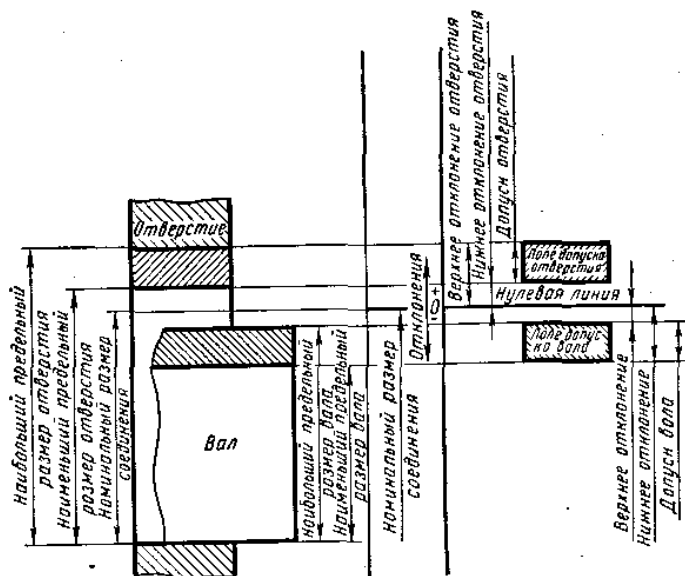 Отверстие
Вал
Наибольший предельный
размер отверстия
Наименьший предельный
размер отверстия
Номинальный размер
соединения
Наибольший предельный
размер вала
Наименьший предельный
размер вала
Номинальный размер
соединения
Отклонения
+
0
-
Верхнее отклонение отверстия
Нижнее отклонение отверстия
Допуск отверстия
Поле допуска
отверстия
Нулевая линия
Поле допус
ка вала
Верхнее отклонение
Нижнее отклонение
Допуск вала